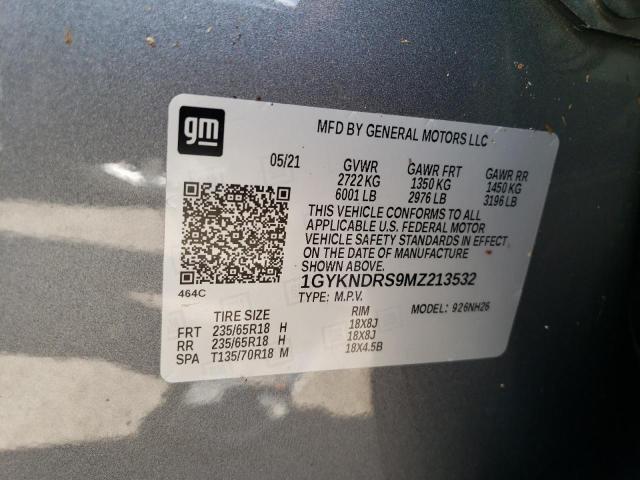 gm
MFD BY GENERAL MOTORS LLC
05/21 GVWR GAWR FRT GAWR RR
2722 KG 1350 KG 1450 KG
6001 LB 2976 LB 3196 LB
THIS VEHICLE CONFORMS TO ALL
APPLICABLE U.S. FEDERAL MOTOR
VEHICLE SAFETY STANDARDS IN EFFECT
ON THE DATE OF MANUFACTURE
SHOWN ABOVE.
464C
1GYKNDRS9MZ213532
TYPE: M.P.V. MODEL: 926NH26
TIRE SIZE RIM
FRT 235/65R18 H 18X8J
RR 235/65R18 H 18X8J
SPA T135/70R18 M 18X4.5B